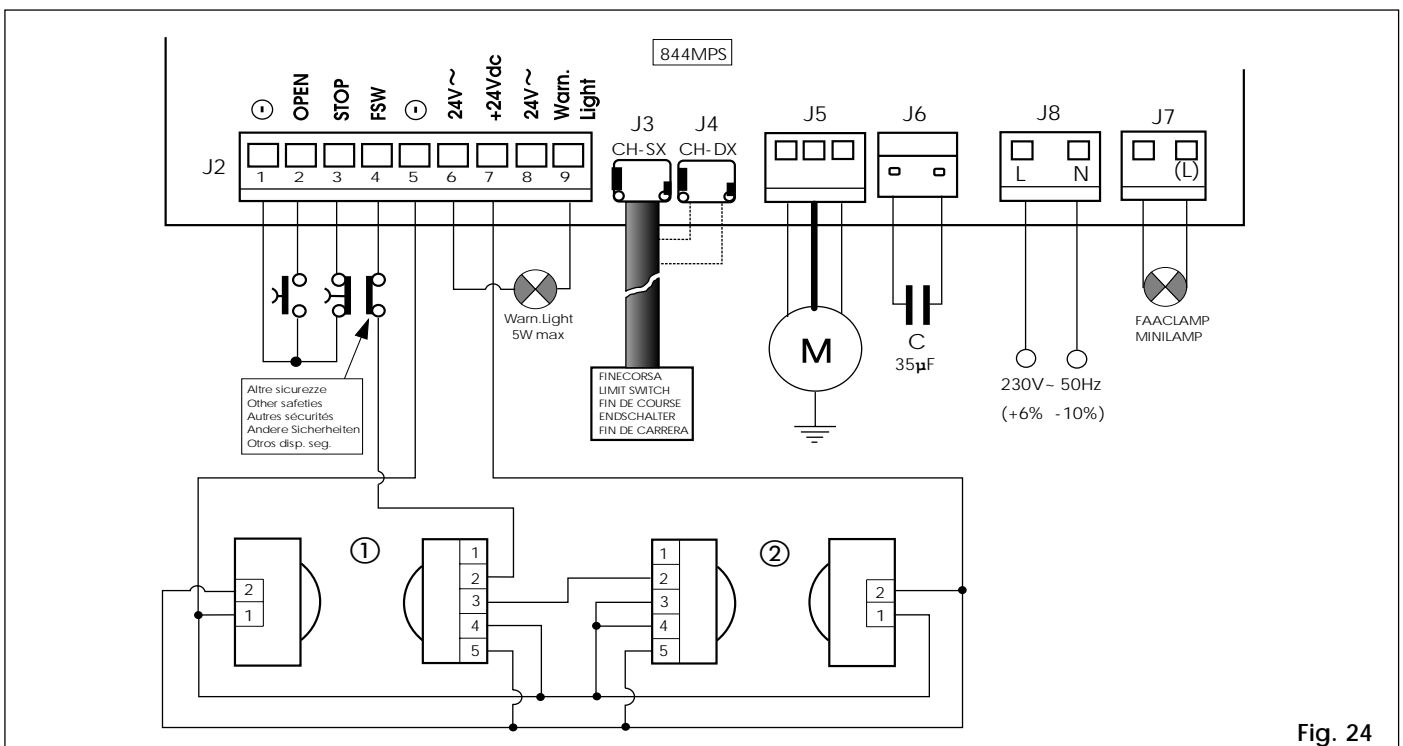 844MPS
⊖ OPEN STOP FSW ⊖ 24V~ +24Vdc 24V~ Warn. Light
J2
1 2 3 4 5 6 7 8 9
J3
CH-SX
J4
CH-DX
J5
J6
J8
L N
J7
(L)
Warn.Light
5W max
M
C
35µF
230V~ 50Hz
(+6% -10%)
FAACLAMP
MINILAMP
FINECORSA
LIMIT SWITCH
FIN DE COURSE
ENDSCHALTER
FIN DE CARRERA
Altre sicurezze
Other safeties
Autres sécurités
Andere Sicherheiten
Otros disp. seg.
2
1
①
1
2
3
4
5
1
2
3
4
5
②
2
1
Fig. 24